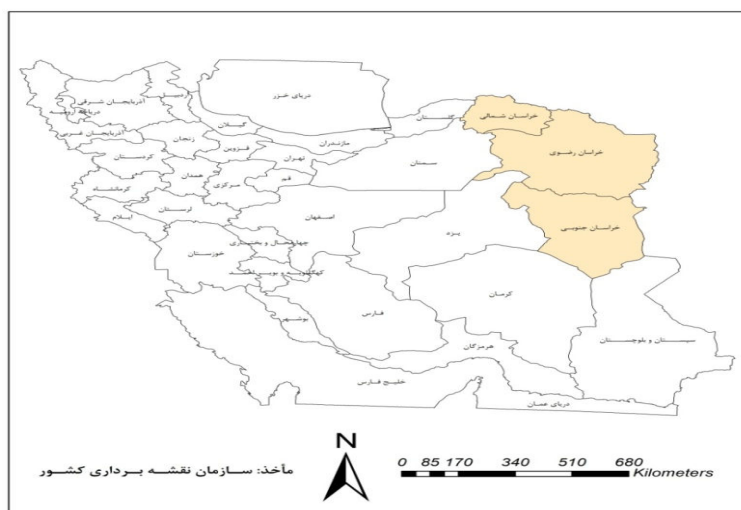 دریای خزر
اردبیل
آذربایجان شرقی
دریاچه ارومیه
آذربایجان غربی
گیلان
زنجان
قزوین
مازندران
گلستان
خراسان شمالی
خراسان رضوی
کردستان
همدان
تهران
قم
سمنان
کرمانشاه
مرکزی
لرستان
ایلام
اصفهان
خراسان جنوبی
چهارمحال و بختیاری
یزد
خوزستان
کهگیلویه و بویراحمد
کرمان
فارس
بوشهر
هرمزگان
سیستان و بلوچستان
خلیج فارس
دریای عمان
N
مأخذ: سازمان نقشه برداری کشور
0 85 170 340 510 680
Kilometers